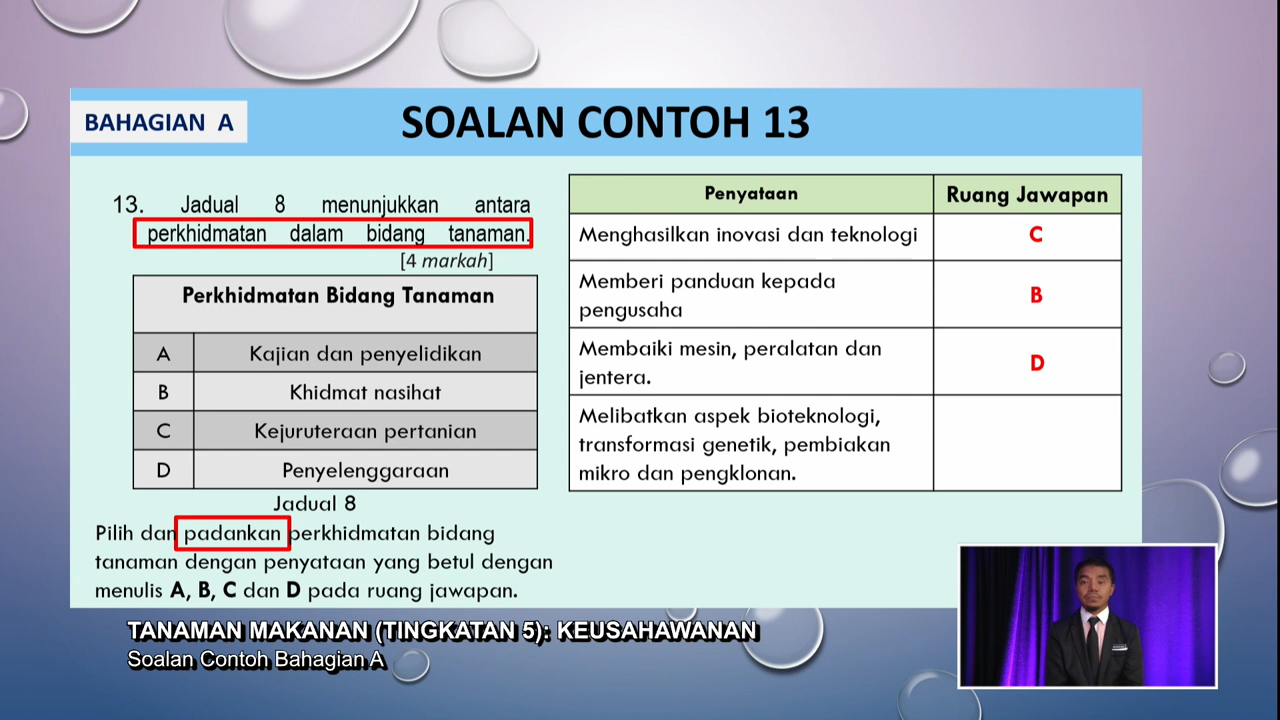 BAHAGIAN A
SOALAN CONTOH 13
13. Jadual 8 menunjukkan antara
perkhidmatan dalam bidang tanaman.
[4 markah]
Perkhidmatan Bidang Tanaman
A Kajian dan penyelidikan
B Khidmat nasihat
C Kejuruteraan pertanian
D Penyelenggaraan
Jadual 8
Pilih dan padankan perkhidmatan bidang
tanaman dengan penyataan yang betul dengan
menulis A, B, C dan D pada ruang jawapan.
Penyataan Ruang Jawapan
Menghasilkan inovasi dan teknologi C
Memberi panduan kepada
pengusaha B
Membaiki mesin, peralatan dan
jentera. D
Melibatkan aspek bioteknologi,
transformasi genetik, pembiakan
mikro dan pengklonan.
TANAMAN MAKANAN (TINGKATAN 5): KEUSAHAWANAN
Soalan Contoh Bahagian A